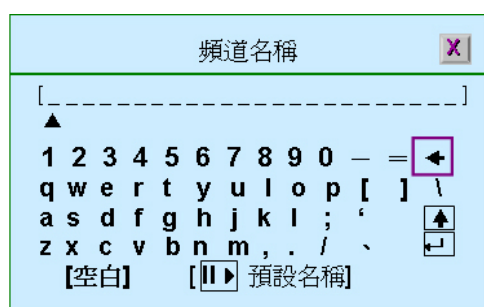 頻道名稱 X
[_ _ _ _ _ _ _ _ _ _ _ _ _ _ _ _ _ _ _ _ _ _ _ _ _ _]
1 2 3 4 5 6 7 8 9 0 — =
q w e r t y u l o p [ ] \
a s d f g h j k l ; ‘
z x c v b n m , . / 、
[空白] [ 預設名稱]